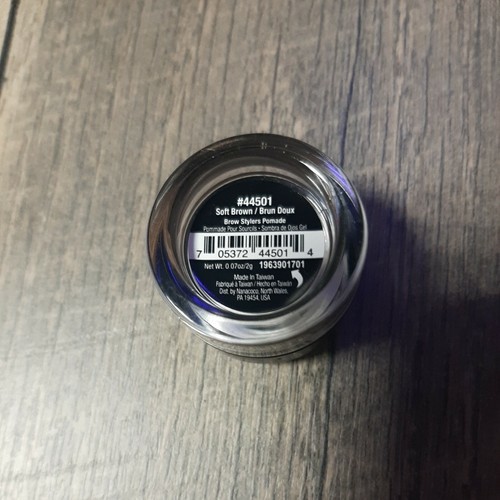 #44501
Soft Brown / Brun Doux
Brow Stylers Pomade
Pommade Pour Sourcils • Sombra de Ojos Gel
7 05372 44501 4
Net Wt. 0.07oz/2g 1963901701
Made In Taiwan
Fabriqué à Taiwan / Hecho en Taiwán
Dist. by Nanacoco, North Wales,
PA 19454, USA